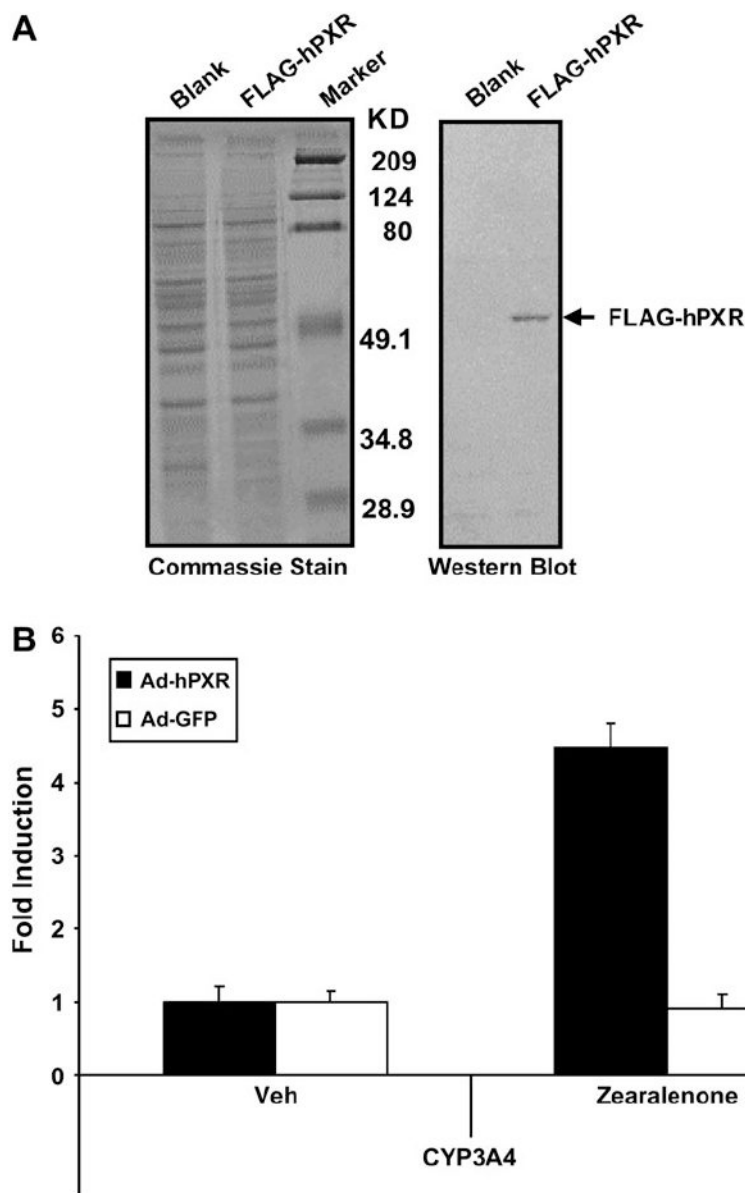 A
Blank
FLAG-hPXR
Marker
KD
209
124
80
49.1
34.8
28.9
Commassie Stain
Blank
FLAG-hPXR
FLAG-hPXR
Western Blot
B
Fold Induction
6
5
4
3
2
1
0
Ad-hPXR
Ad-GFP
Veh
Zearalenone
CYP3A4